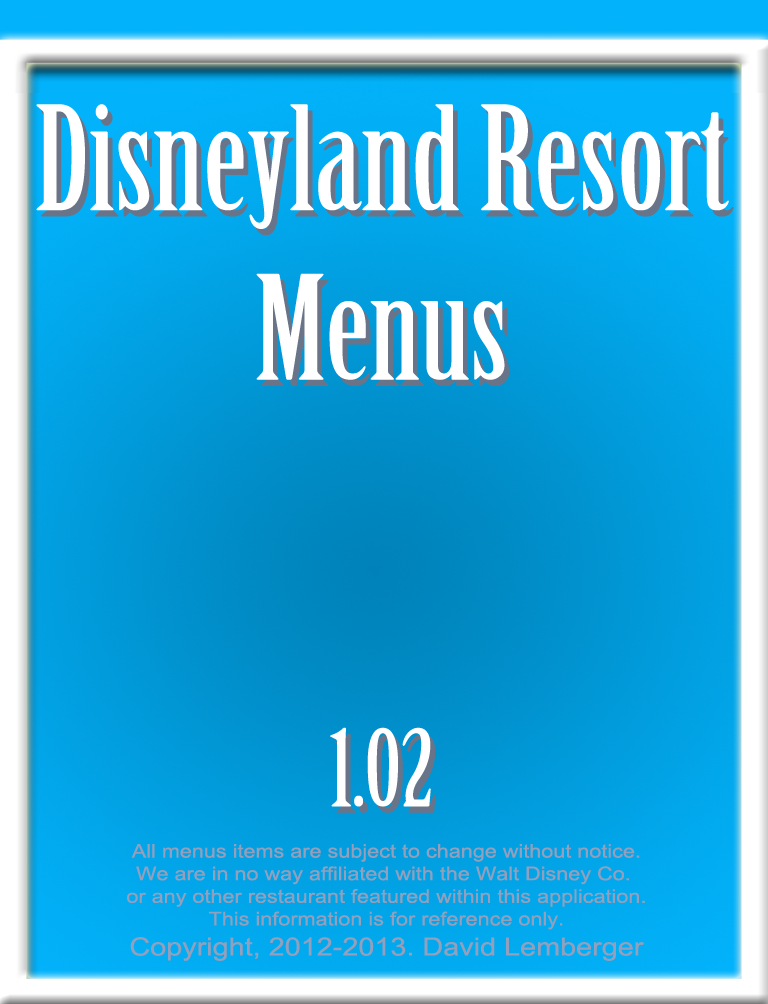 Disneyland Resort
Menus
1.02
All menus items are subject to change without notice.
We are in no way affiliated with the Walt Disney Co.
or any other restaurant featured within this application.
This information is for reference only.
Copyright, 2012-2013. David Lemberger